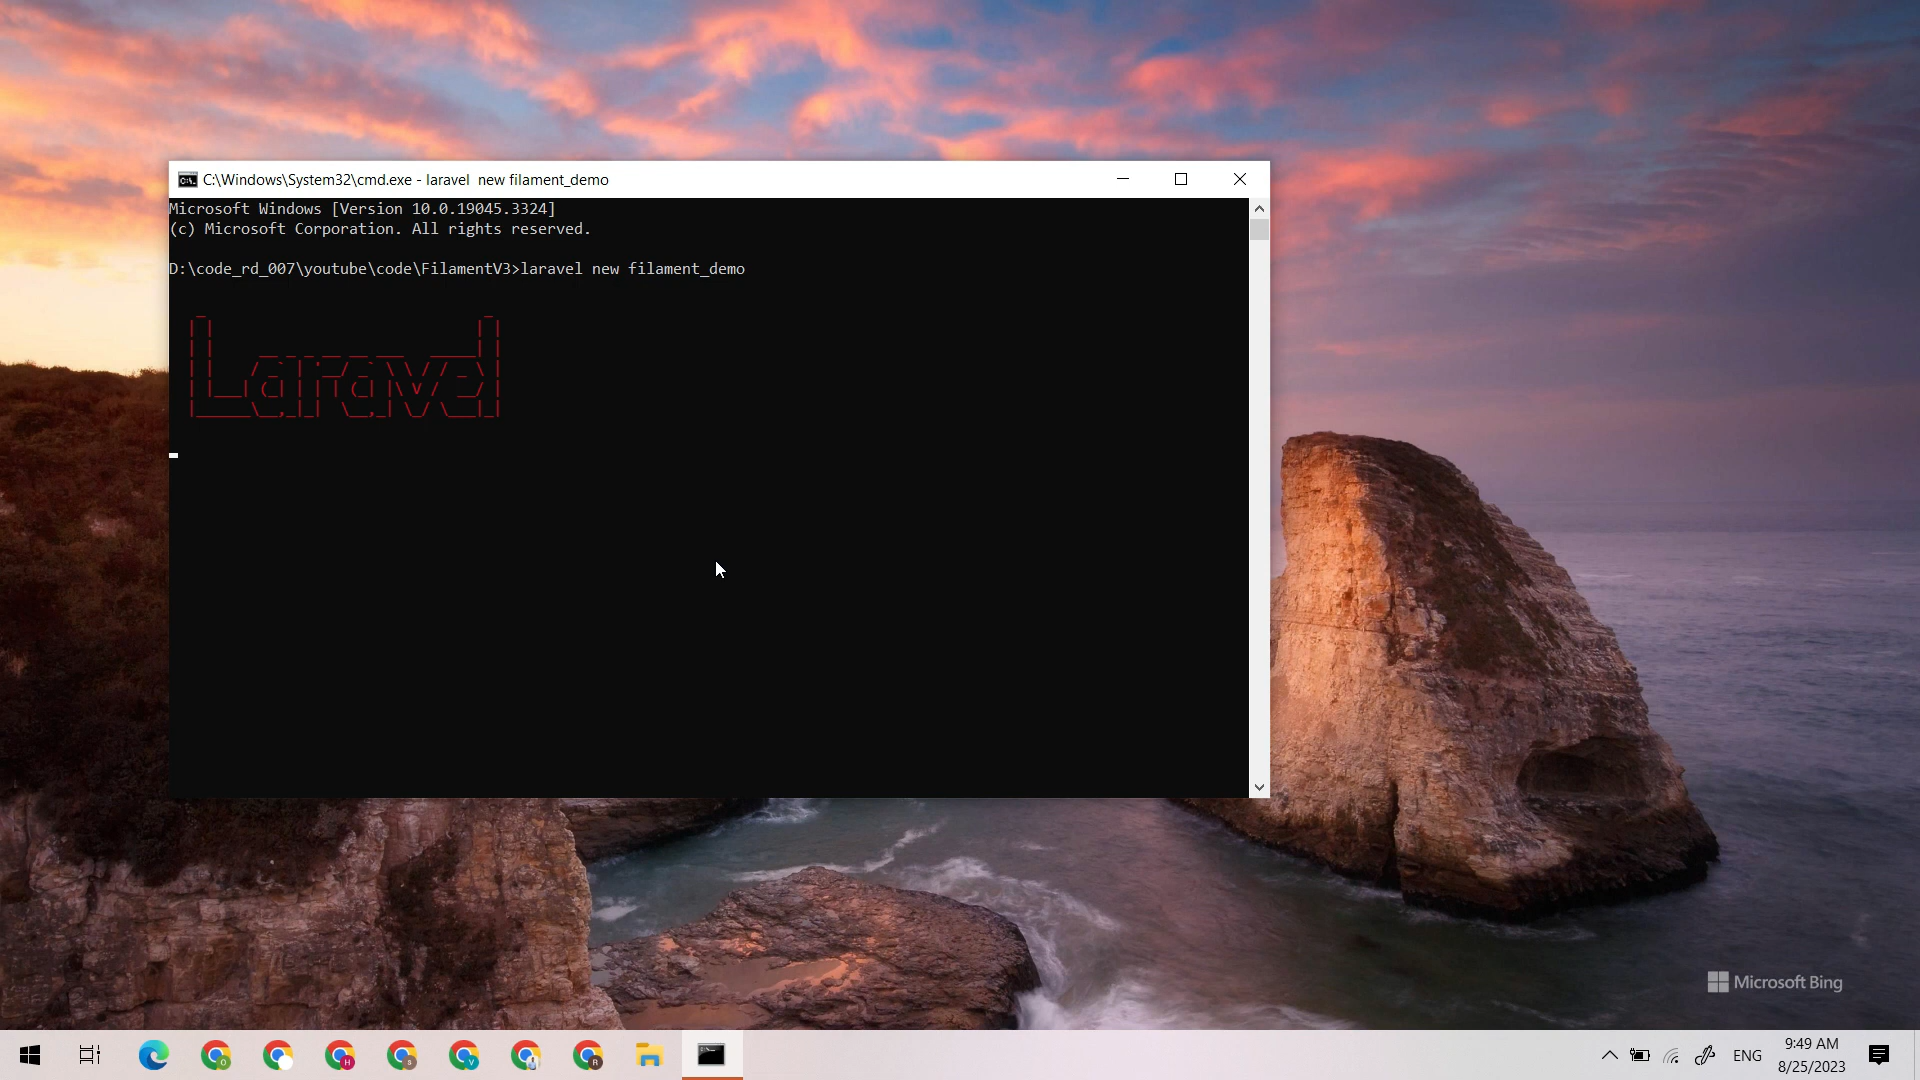 C:\Windows\System32\cmd.exe - laravel  new filament_demo
Microsoft Windows [Version 10.0.19045.3324]
(c) Microsoft Corporation. All rights reserved.
D:\code_rd_007\youtube\code\FilamentV3>laravel new filament_demo
Laravel
Microsoft Bing
ENG
9:49 AM
8/25/2023